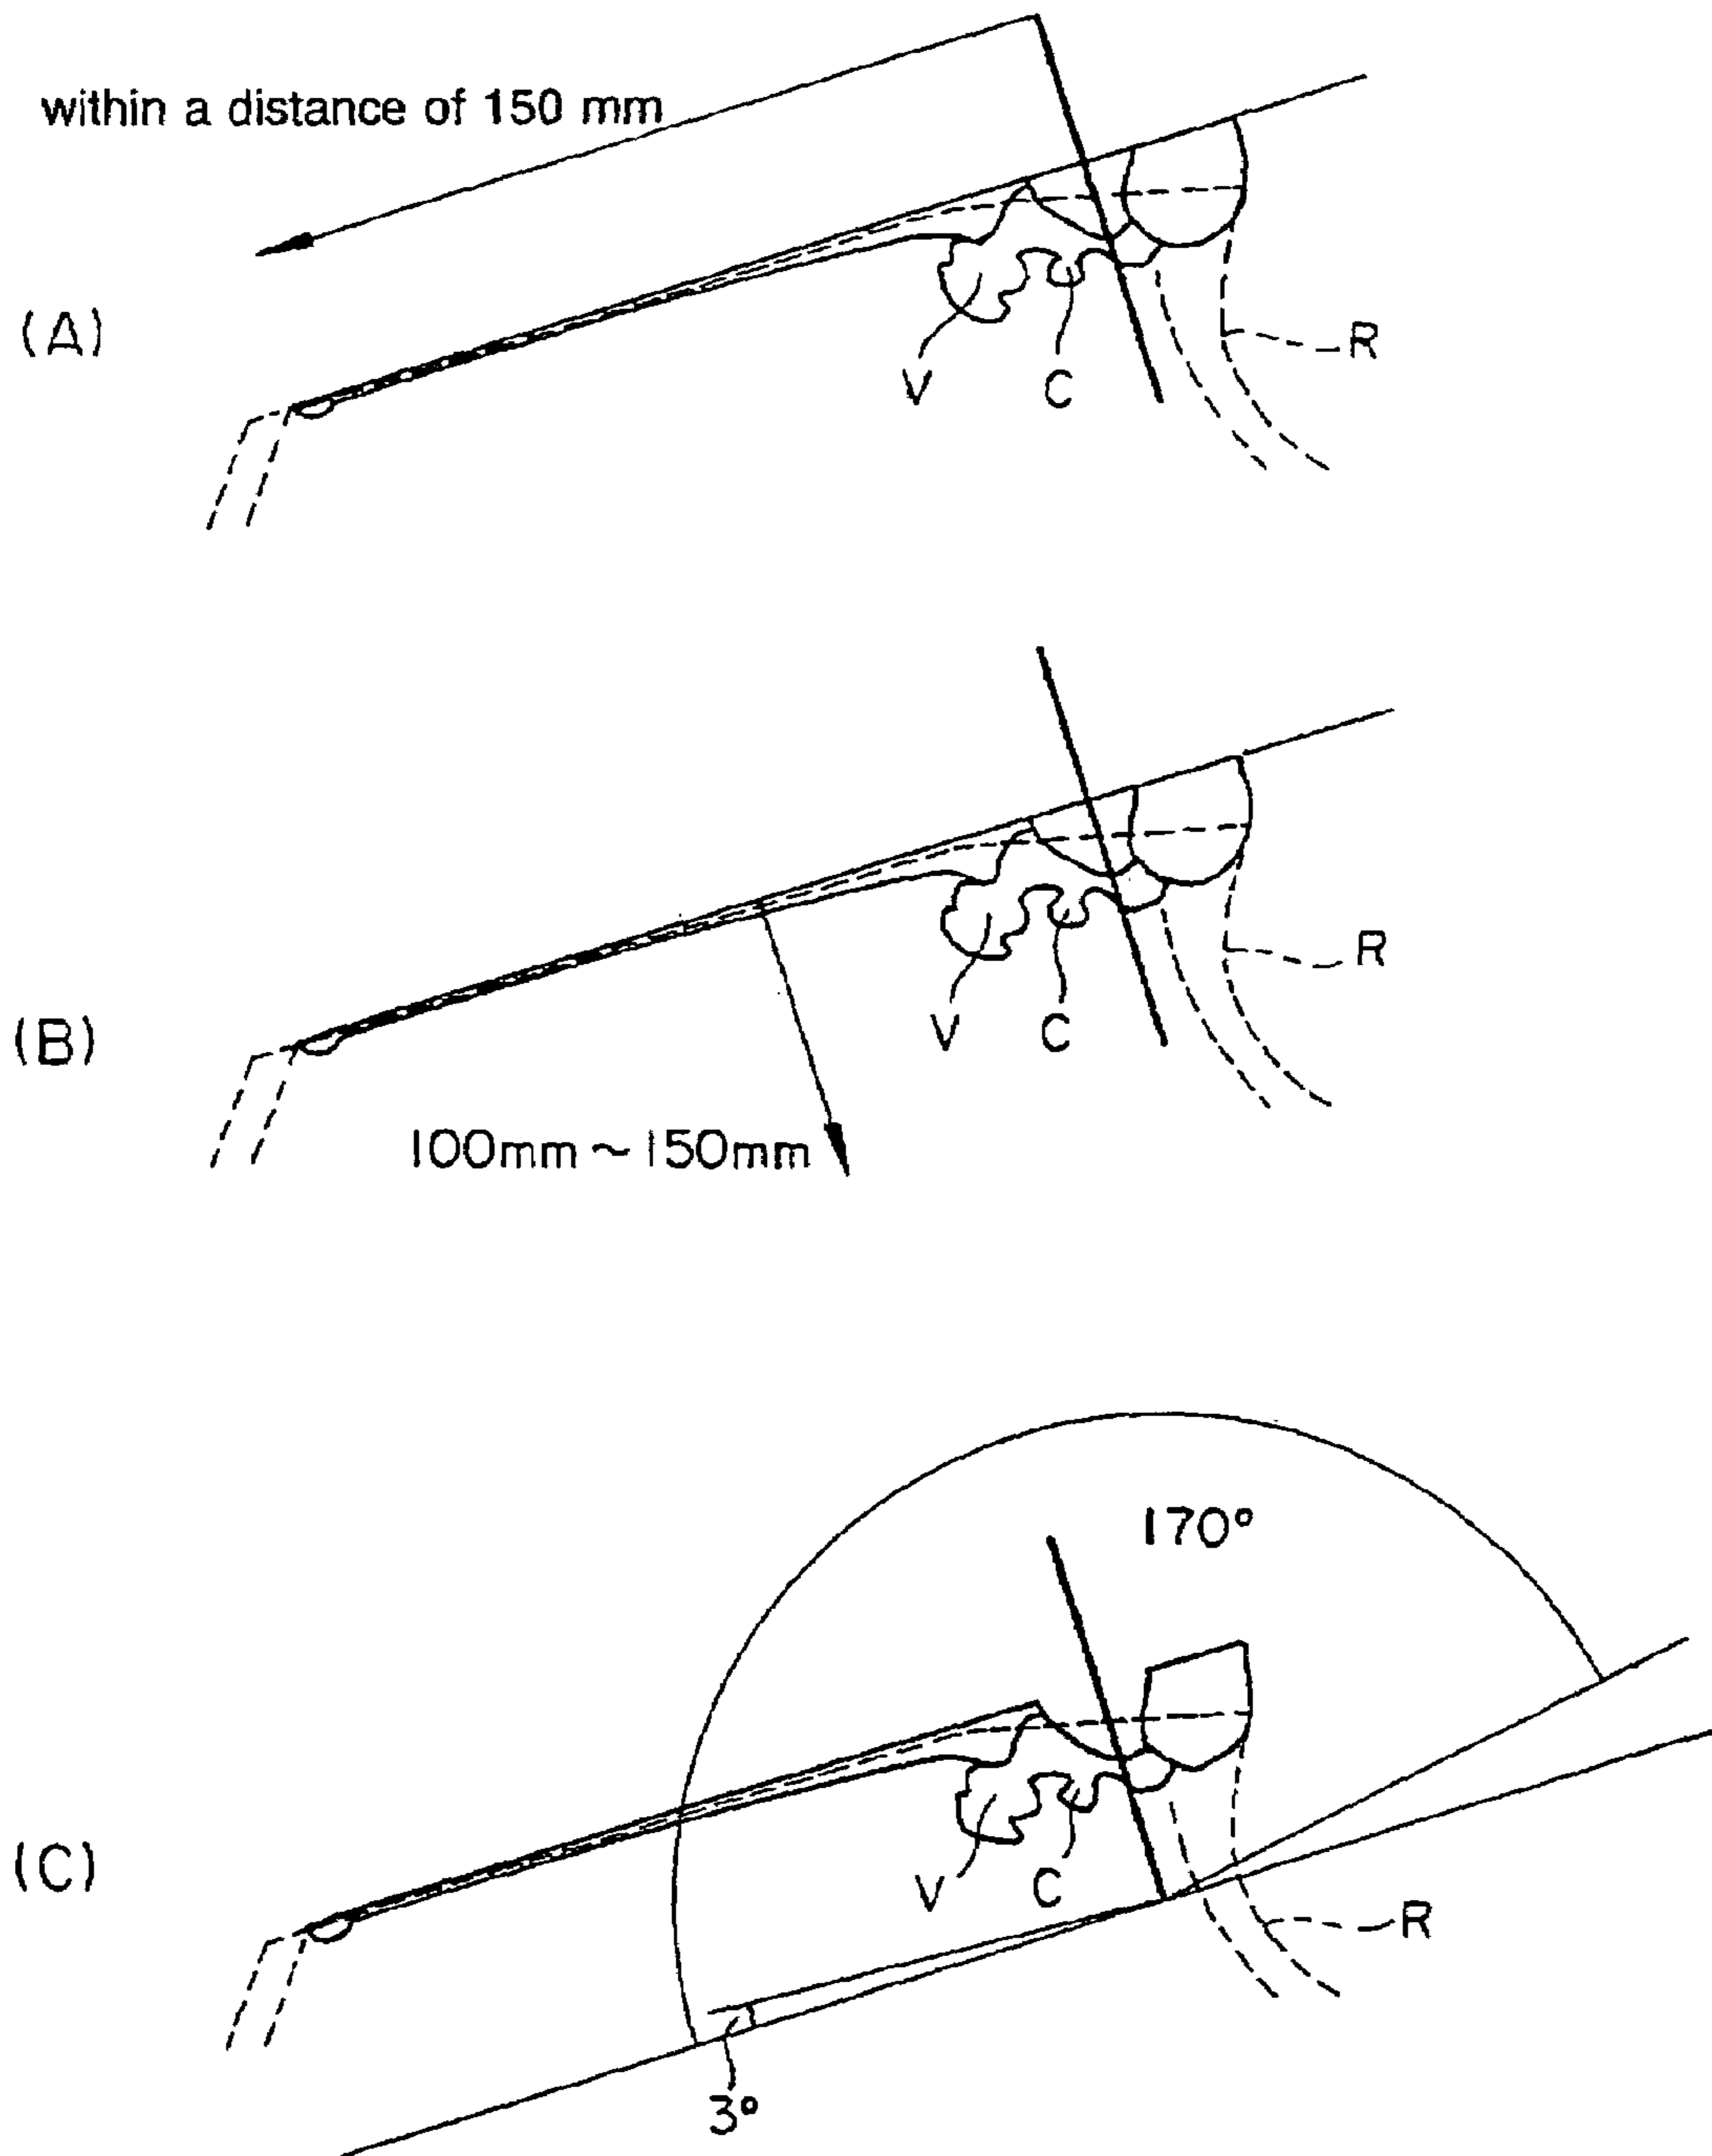 within a distance of 150 mm
(A)
R
V
C
R
(B)
V
C
100mm ~ 150mm
170°
(C)
V
C
R
3°